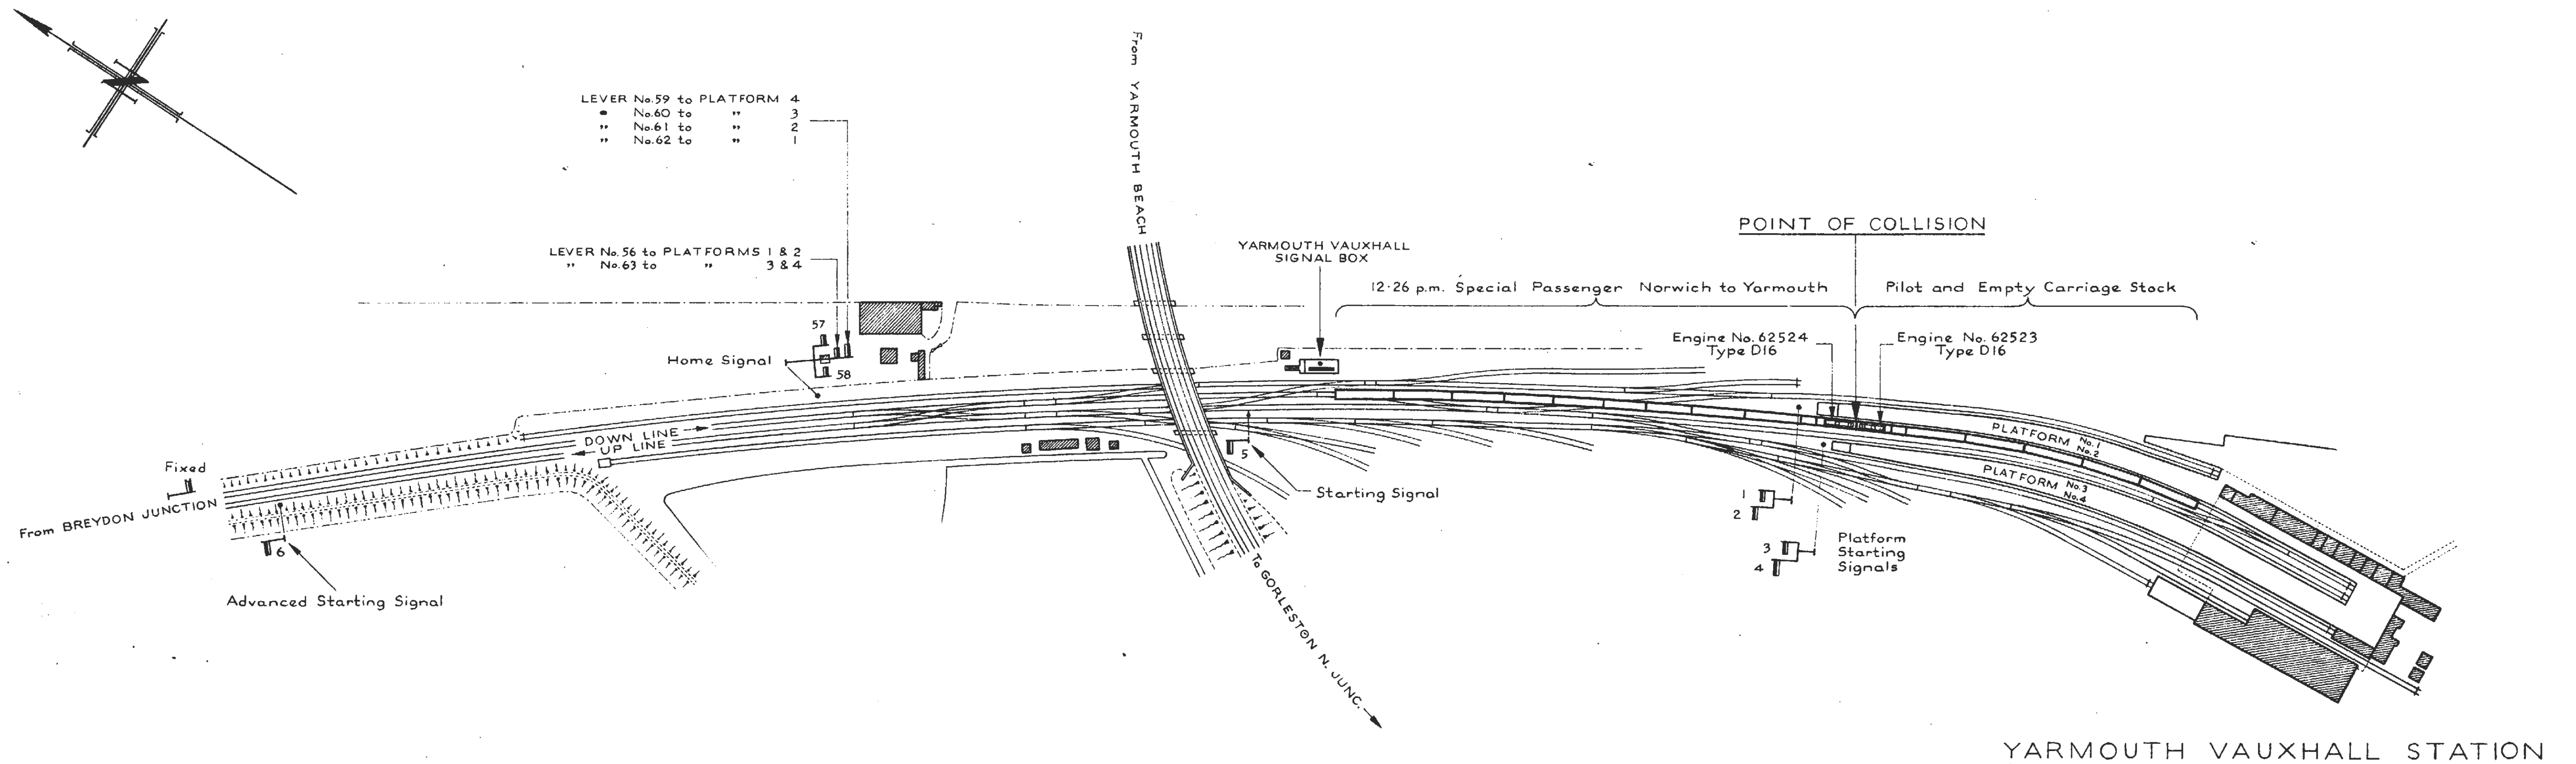 LEVER No.59 to PLATFORM 4
" No.60 to " 3
" No.61 to " 2
" No.62 to " 1
LEVER No.56 to PLATFORMS 1 & 2
" No.63 to " 3 & 4
57
Home Signal
58
From YARMOUTH BEACH
YARMOUTH VAUXHALL
SIGNAL BOX
POINT OF COLLISION
12·26 p.m. Special Passenger Norwich to Yarmouth
Pilot and Empty Carriage Stock
Engine No. 62524
Type D16
Engine No. 62523
Type D16
DOWN LINE
UP LINE
Fixed
From BREYDON JUNCTION
6
Advanced Starting Signal
5
Starting Signal
To GORLESTON N. JUNC.
PLATFORM No.1
No.2
PLATFORM No.3
No.4
1
2
3
4
Platform
Starting
Signals
YARMOUTH VAUXHALL STATION